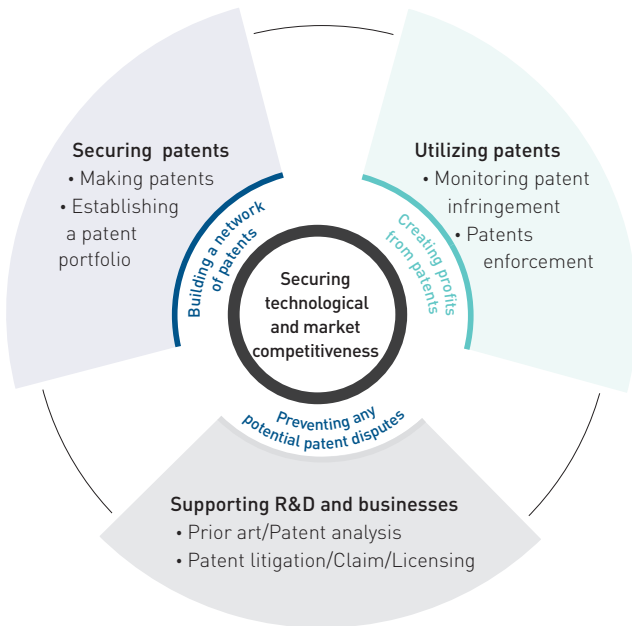 Securing patents
• Making patents
• Establishing
a patent
portfolio
Building a network
of patents
Utilizing patents
• Monitoring patent
infringement
• Patents
enforcement
Creating profits
from patents
Securing
technological
and market
competitiveness
Preventing any
potential patent disputes
Supporting R&D and businesses
• Prior art/Patent analysis
• Patent litigation/Claim/Licensing